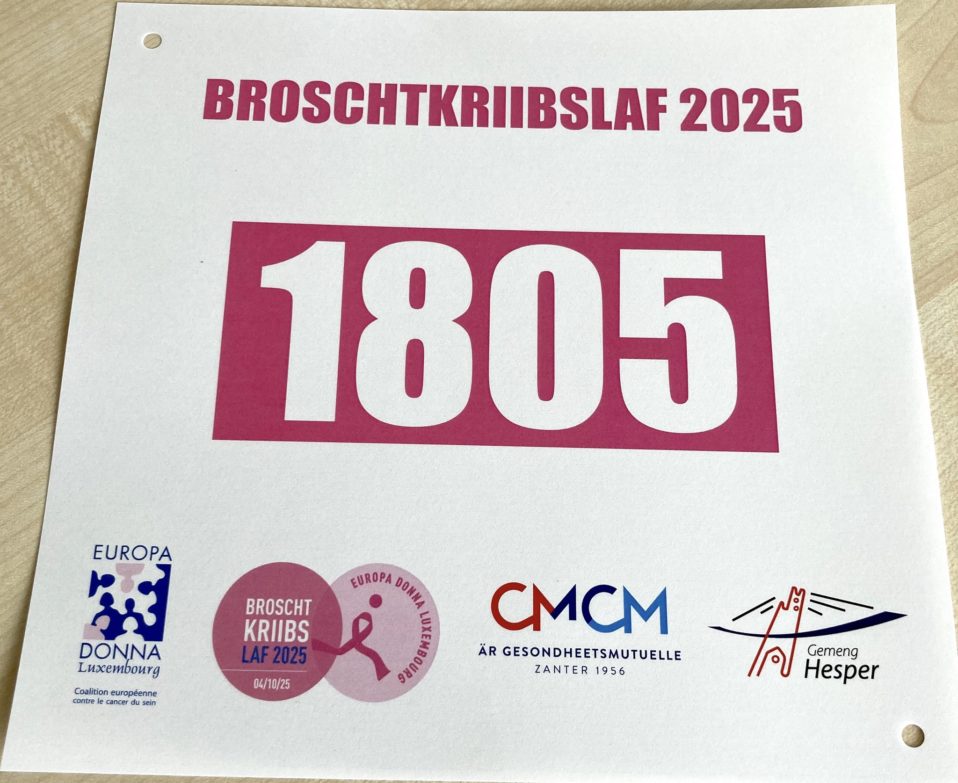 BROSCHTKRIIBSLAF 2025
1805
EUROPA
DONNA
Luxembourg
Coalition européenne
contre le cancer du sein
BROSCHT
KRIIBS
LAF 2025
04/10/25
EUROPA DONNA LUXEMBOURG
CMCM
ÄR GESONDHEETSMUTUELLE
ZANTER 1956
Gemeng
Hesper